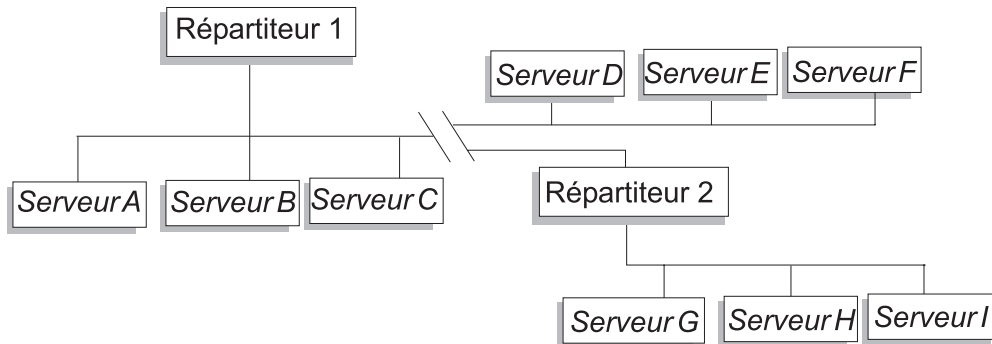 Répartiteur 1
Serveur D
Serveur E
Serveur F
Serveur A
Serveur B
Serveur C
Répartiteur 2
Serveur G
Serveur H
Serveur I